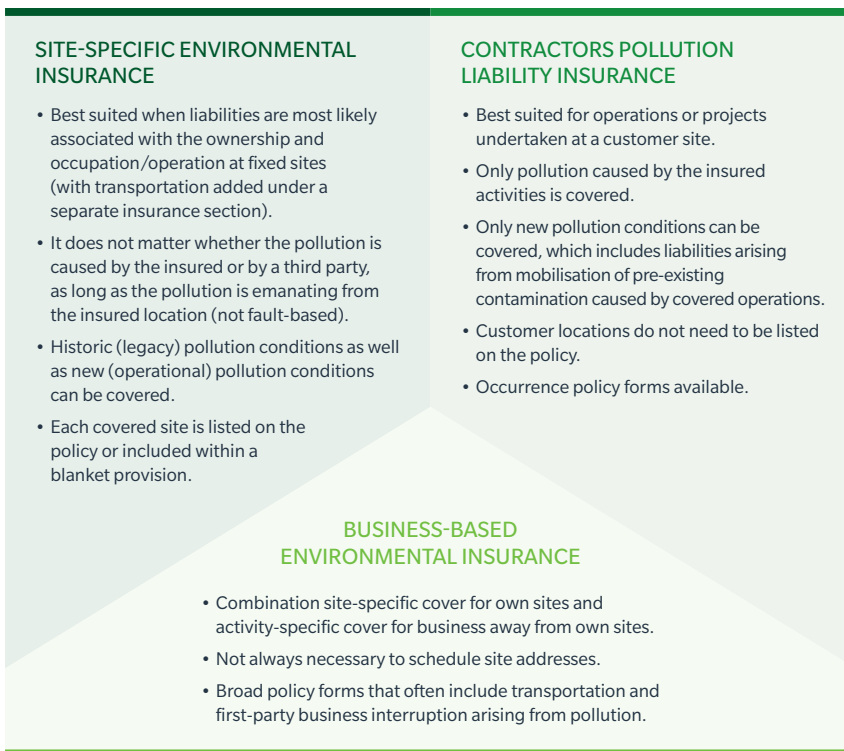 SITE-SPECIFIC ENVIRONMENTAL
INSURANCE
• Best suited when liabilities are most likely
associated with the ownership and
occupation/operation at fixed sites
(with transportation added under a
separate insurance section).
• It does not matter whether the pollution is
caused by the insured or by a third party,
as long as the pollution is emanating from
the insured location (not fault-based).
• Historic (legacy) pollution conditions as well
as new (operational) pollution conditions
can be covered.
• Each covered site is listed on the
policy or included within a
blanket provision.
CONTRACTORS POLLUTION
LIABILITY INSURANCE
• Best suited for operations or projects
undertaken at a customer site.
• Only pollution caused by the insured
activities is covered.
• Only new pollution conditions can be
covered, which includes liabilities arising
from mobilisation of pre-existing
contamination caused by covered operations.
• Customer locations do not need to be listed
on the policy.
• Occurrence policy forms available.
BUSINESS-BASED
ENVIRONMENTAL INSURANCE
• Combination site-specific cover for own sites and
activity-specific cover for business away from own sites.
• Not always necessary to schedule site addresses.
• Broad policy forms that often include transportation and
first-party business interruption arising from pollution.